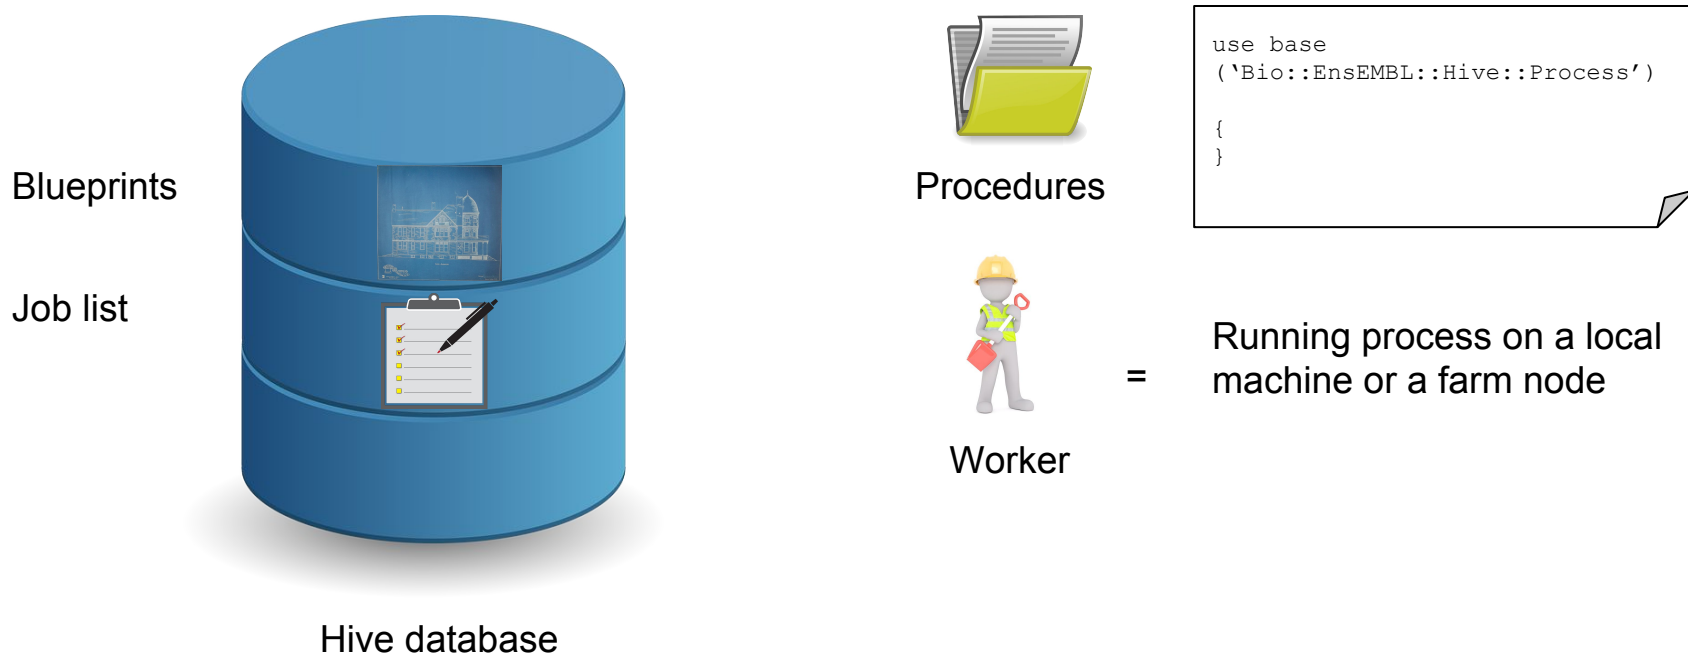 Blueprints
Job list
Hive database
Procedures
use base
(‘Bio::EnsEMBL::Hive::Process’)
{
}
Worker
=
Running process on a local
machine or a farm node